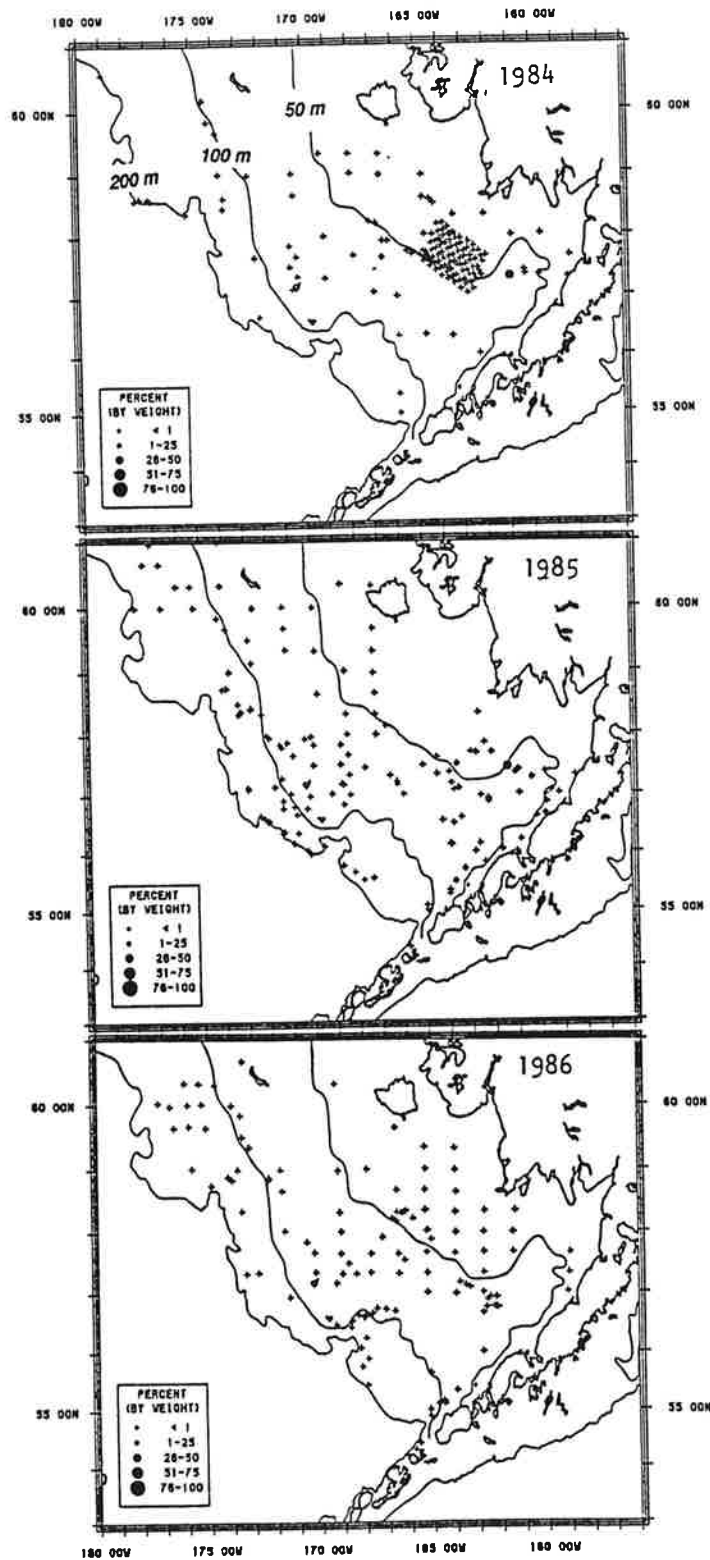 180 00W 175 00W 170 00W 165 00W 160 00W
1984
60 00N 60 00N
50 m
100 m
200 m
55 00N 55 00N
PERCENT
(BY WEIGHT)
< 1
1-25
26-50
51-75
76-100
1985
60 00N 60 00N
55 00N 55 00N
PERCENT
(BY WEIGHT)
< 1
1-25
26-50
51-75
76-100
1986
60 00N 60 00N
55 00N 55 00N
PERCENT
(BY WEIGHT)
< 1
1-25
26-50
51-75
76-100
180 00W 175 00W 170 00W 165 00W 160 00W